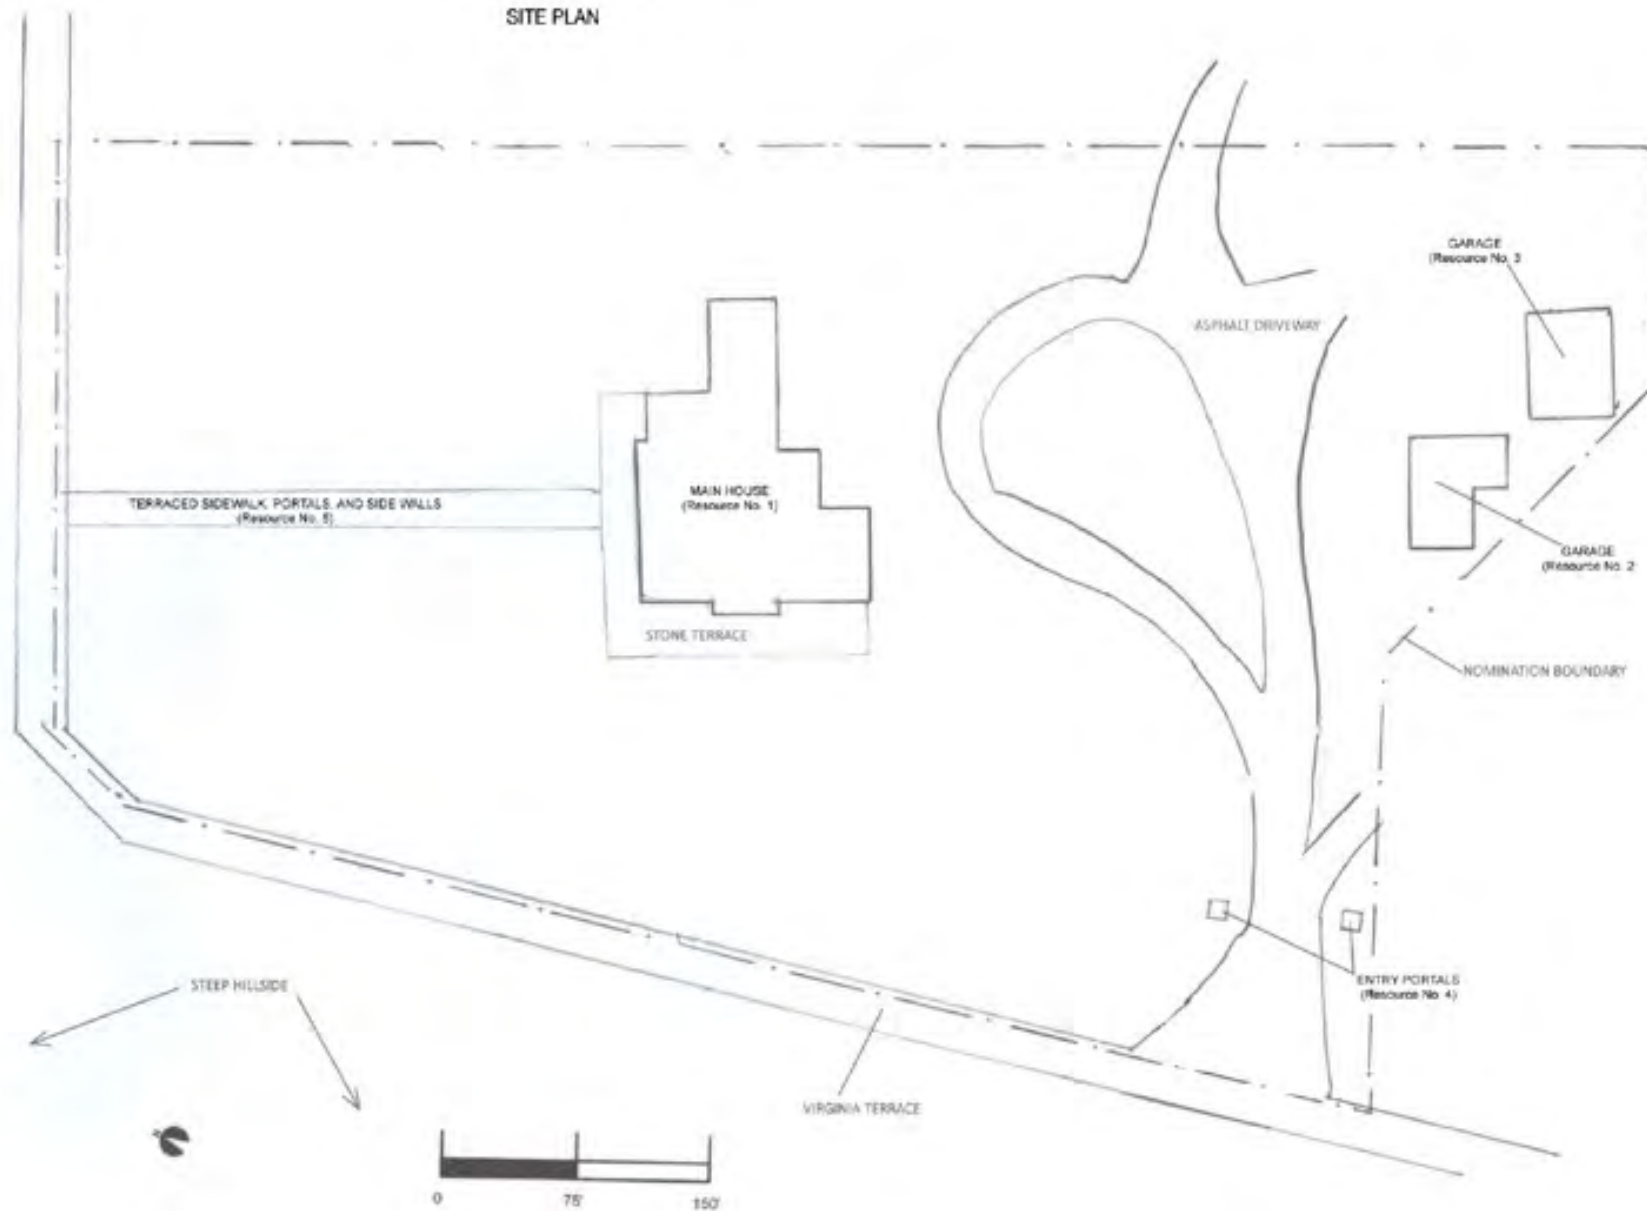 SITE PLAN
GARAGE
(Resource No. 3
ASPHALT DRIVEWAY
MAIN HOUSE
(Resource No. 1)
TERRACED SIDEWALK, PORTALS, AND SIDE WALLS
(Resource No. 5)
GARAGE
(Resource No. 2
STONE TERRACE
NOMINATION BOUNDARY
STEEP HILLSIDE
ENTRY PORTALS
(Resource No. 4)
VIRGINIA TERRACE
0 75' 150'